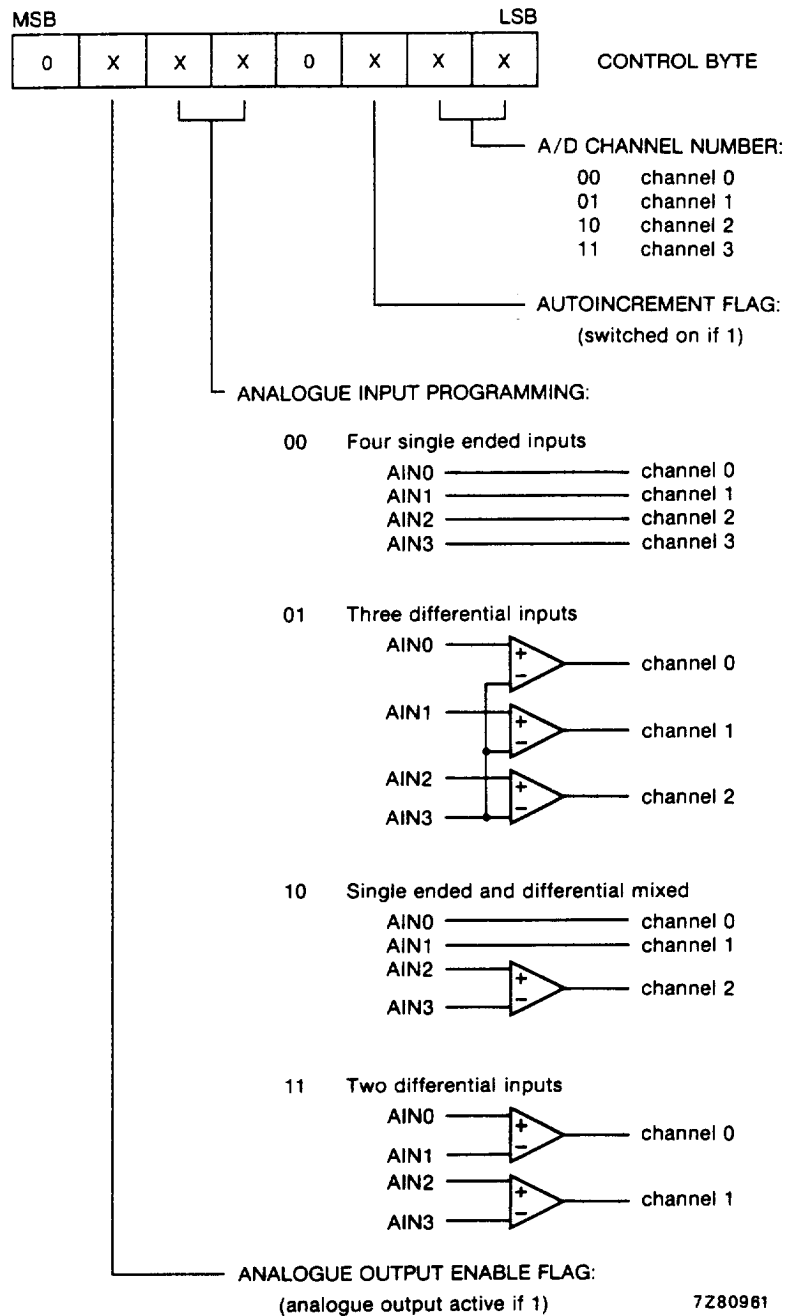 MSB LSB
0 X X X 0 X X X CONTROL BYTE
A/D CHANNEL NUMBER:
00 channel 0
01 channel 1
10 channel 2
11 channel 3
AUTOINCREMENT FLAG:
(switched on if 1)
ANALOGUE INPUT PROGRAMMING:
00 Four single ended inputs
AIN0 channel 0
AIN1 channel 1
AIN2 channel 2
AIN3 channel 3
01 Three differential inputs
AIN0 + − channel 0
AIN1 + − channel 1
AIN2 + − channel 2
AIN3
10 Single ended and differential mixed
AIN0 channel 0
AIN1 channel 1
AIN2 + − channel 2
AIN3
11 Two differential inputs
AIN0 + − channel 0
AIN1
AIN2 + − channel 1
AIN3
ANALOGUE OUTPUT ENABLE FLAG:
(analogue output active if 1) 7Z80961